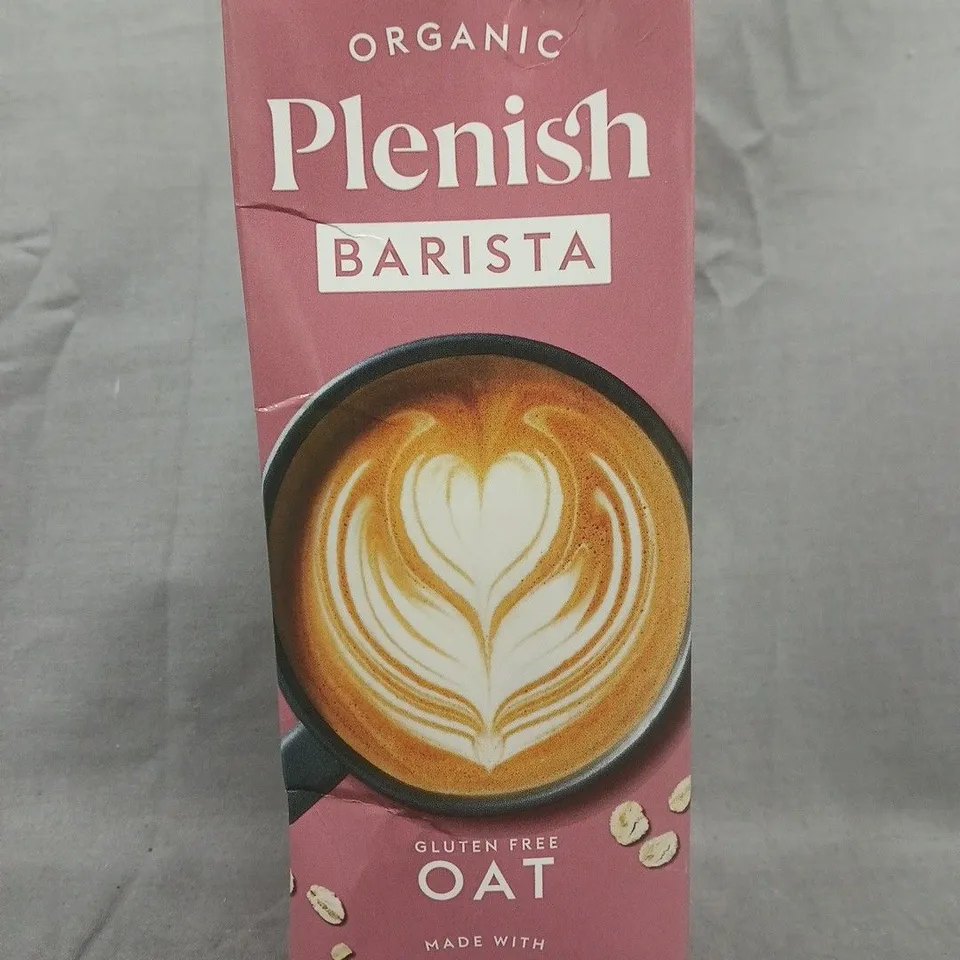 ORGANIC
Plenish
BARISTA
GLUTEN FREE
OAT
MADE WITH